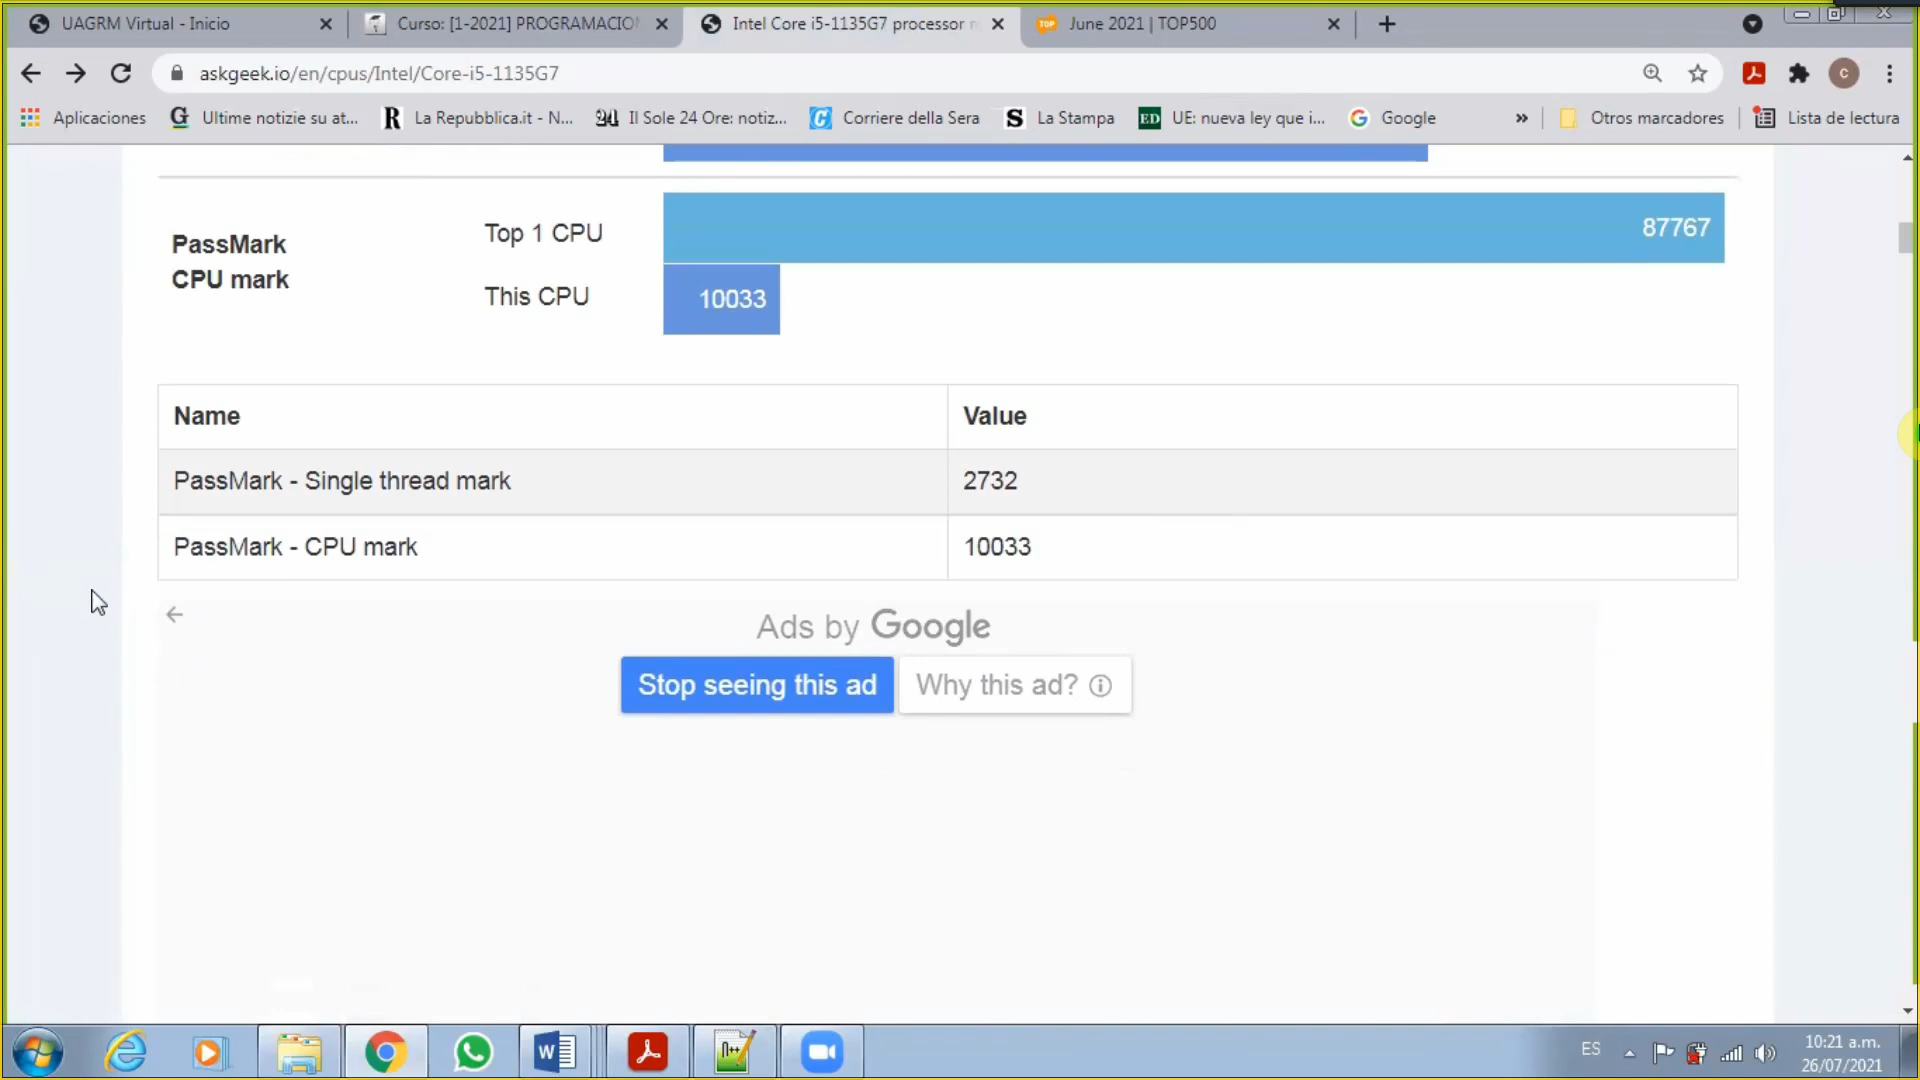 UAGRM Virtual - Inicio
Curso: [1-2021] PROGRAMACIO
Intel Core i5-1135G7 processor
June 2021 | TOP500
askgeek.io/en/cpus/Intel/Core-i5-1135G7
C
Aplicaciones
G Ultime notizie su at...
R La Repubblica.it - N...
24 Il Sole 24 Ore: notiz...
C Corriere della Sera
S La Stampa
ED UE: nueva ley que i...
G Google
»
Otros marcadores
Lista de lectura
PassMark
CPU mark
Top 1 CPU
87767
This CPU
10033
Name
Value
PassMark - Single thread mark
2732
PassMark - CPU mark
10033
Ads by Google
Stop seeing this ad
Why this ad?
ES
10:21 a.m.
26/07/2021